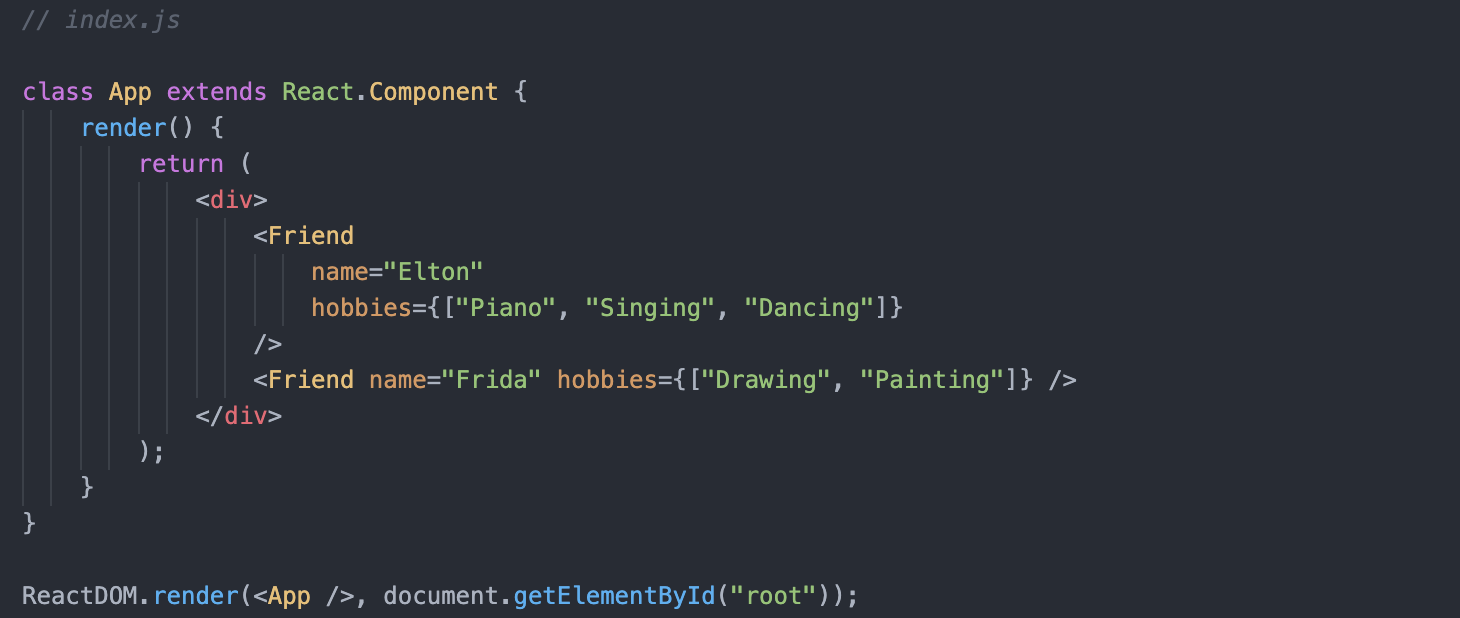 // index.js

class App extends React.Component {
    render() {
        return (
            <div>
                <Friend
                    name="Elton"
                    hobbies={["Piano", "Singing", "Dancing"]}
                />
                <Friend name="Frida" hobbies={["Drawing", "Painting"]} />
            </div>
        );
    }
}

ReactDOM.render(<App />, document.getElementById("root"));